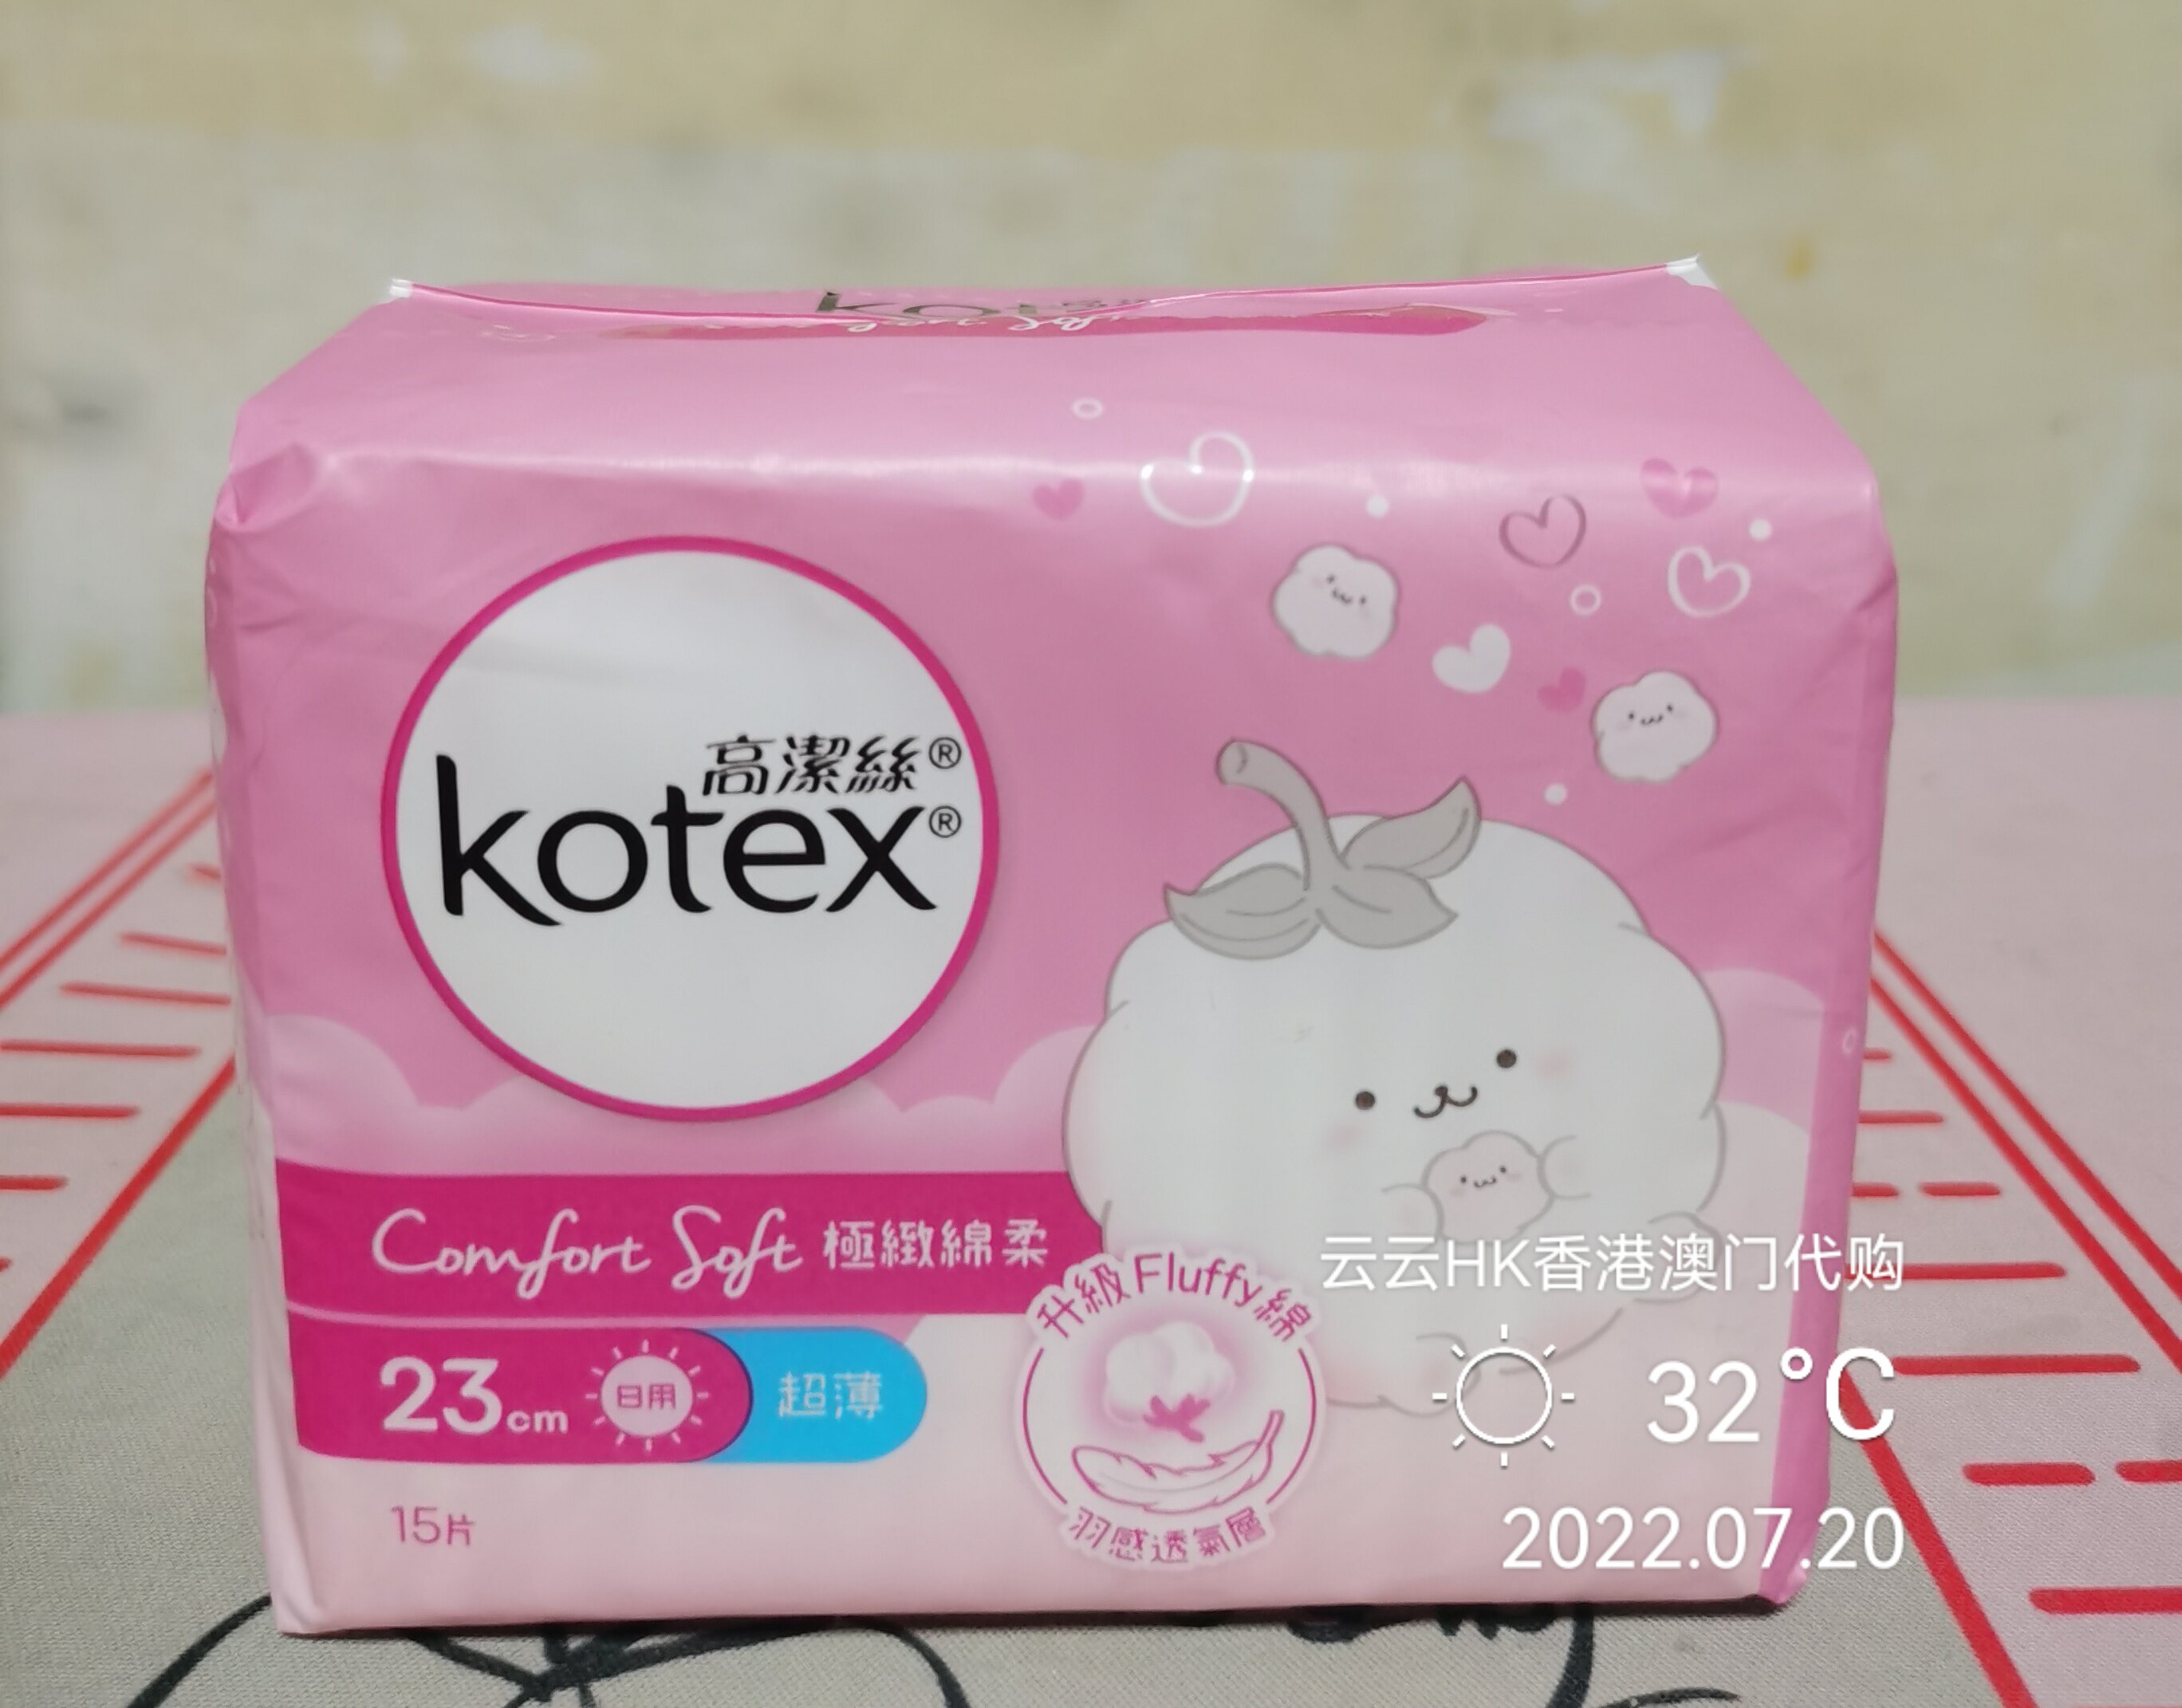 高潔絲®
kotex®
Comfort Soft 極緻綿柔
23cm 日用 超薄
15片
升級Fluffy綿
羽感透氣層
云云HK香港澳门代购
32°C
2022.07.20